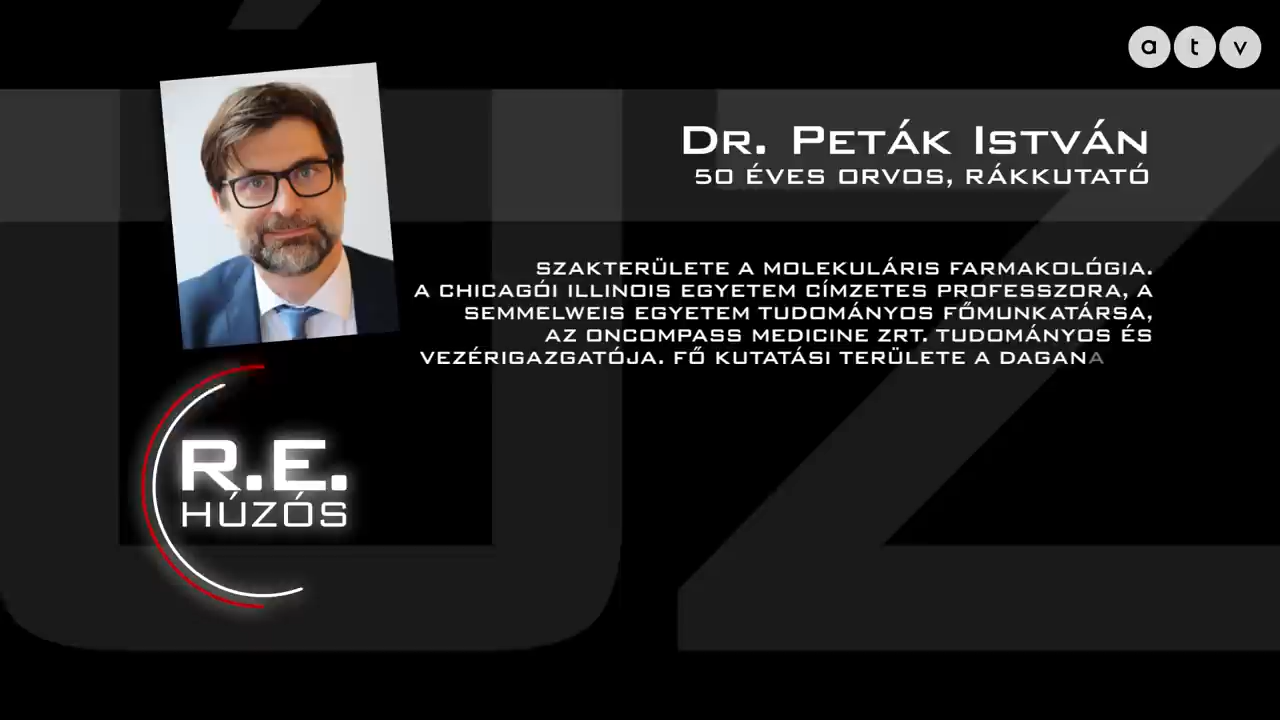 atv
Dr. Peták István
50 ÉVES ORVOS, RÁKKUTATÓ
SZAKTERÜLETE A MOLEKULÁRIS FARMAKOLÓGIA.
A CHICAGÓI ILLINOIS EGYETEM CÍMZETES PROFESSZORA, A
SEMMELWEIS EGYETEM TUDOMÁNYOS FŐMUNKATÁRSA,
AZ ONCOMPASS MEDICINE ZRT. TUDOMÁNYOS ÉS
VEZÉRIGAZGATÓJA. FŐ KUTATÁSI TERÜLETE A DAGANA
R.E.
HÚZÓS